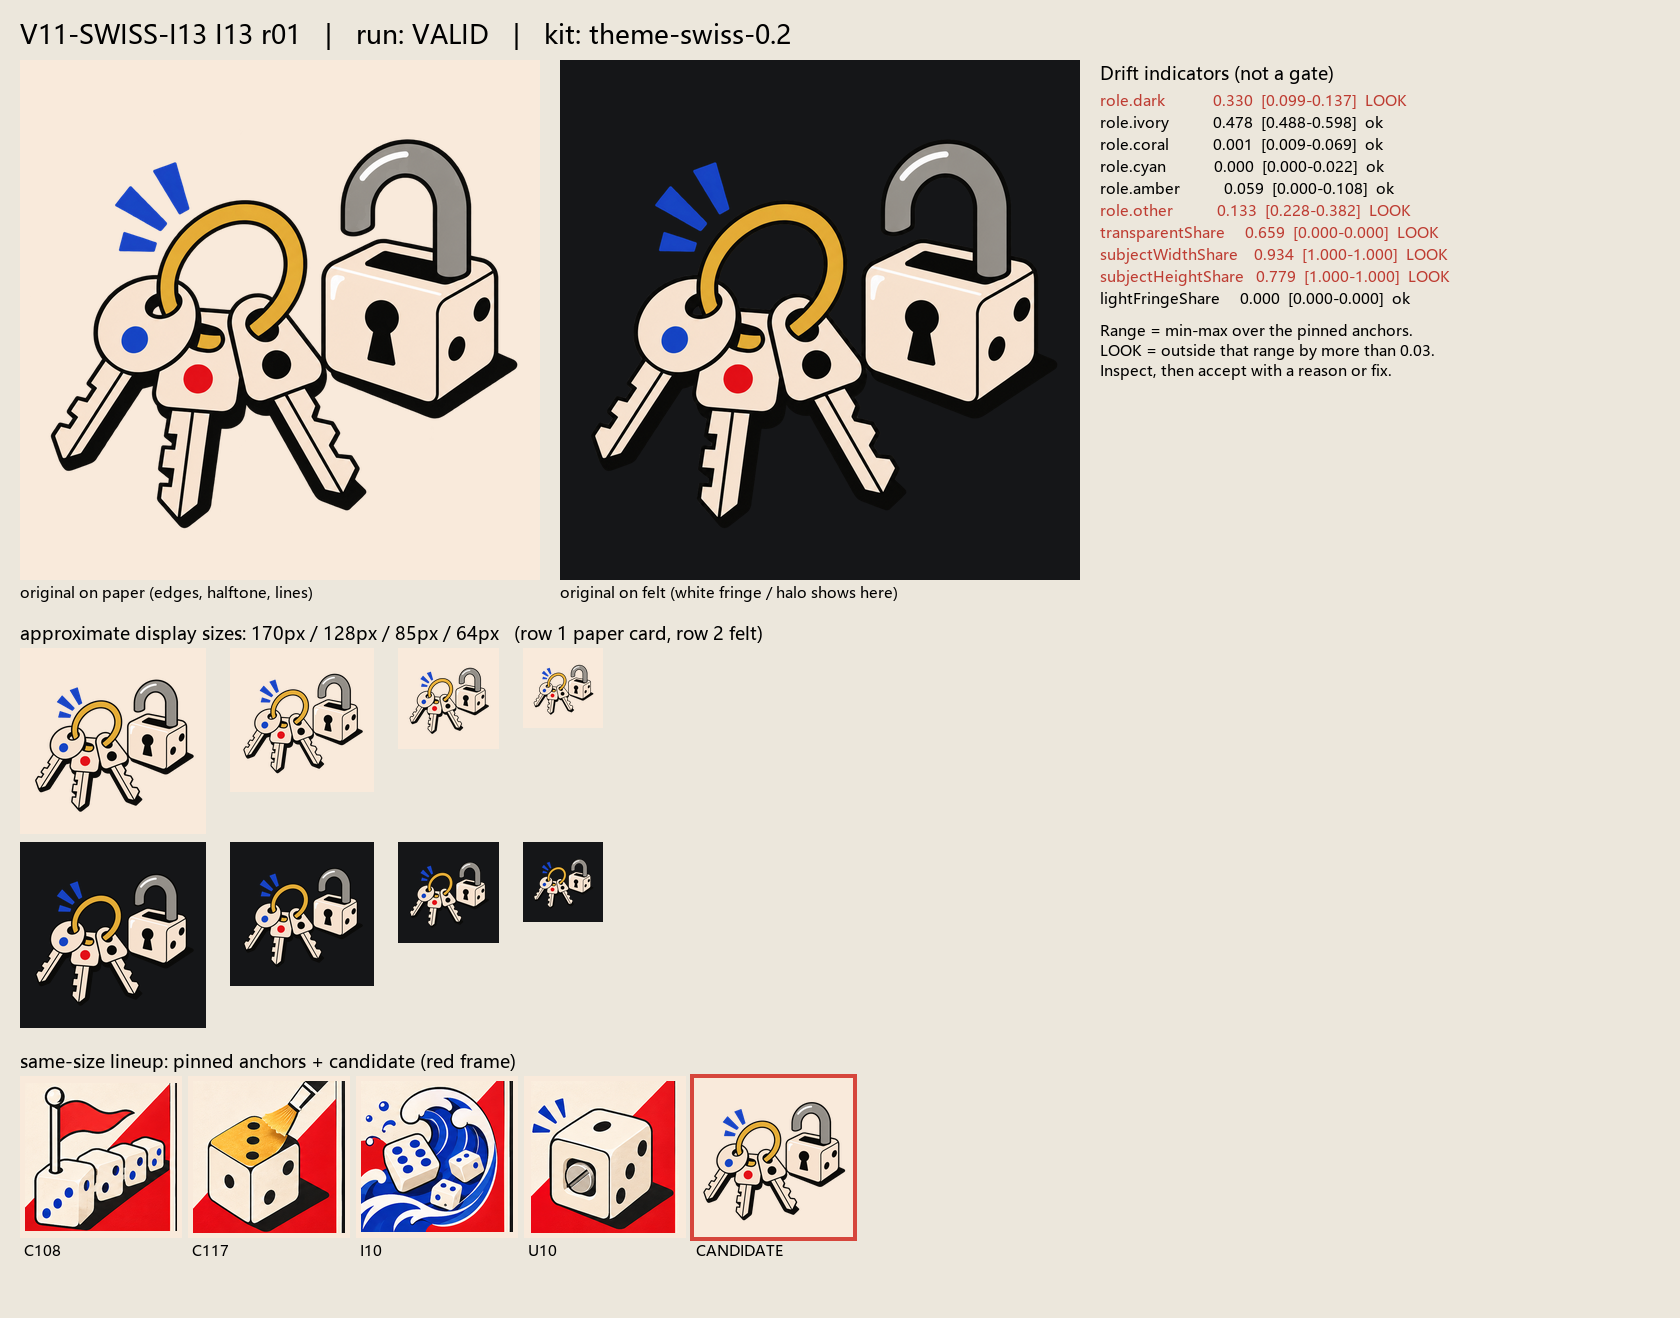 V11-SWISS-I13 I13 r01   |   run: VALID   |   kit: theme-swiss-0.2
Drift indicators (not a gate)
role.dark 0.330 [0.099-0.137] LOOK
role.ivory 0.478 [0.488-0.598] ok
role.coral 0.001 [0.009-0.069] ok
role.cyan 0.000 [0.000-0.022] ok
role.amber 0.059 [0.000-0.108] ok
role.other 0.133 [0.228-0.382] LOOK
transparentShare 0.659 [0.000-0.000] LOOK
subjectWidthShare 0.934 [1.000-1.000] LOOK
subjectHeightShare 0.779 [1.000-1.000] LOOK
lightFringeShare 0.000 [0.000-0.000] ok
Range = min-max over the pinned anchors.
LOOK = outside that range by more than 0.03.
Inspect, then accept with a reason or fix.
original on paper (edges, halftone, lines)
original on felt (white fringe / halo shows here)
approximate display sizes: 170px / 128px / 85px / 64px   (row 1 paper card, row 2 felt)
same-size lineup: pinned anchors + candidate (red frame)
C108
C117
I10
U10
CANDIDATE